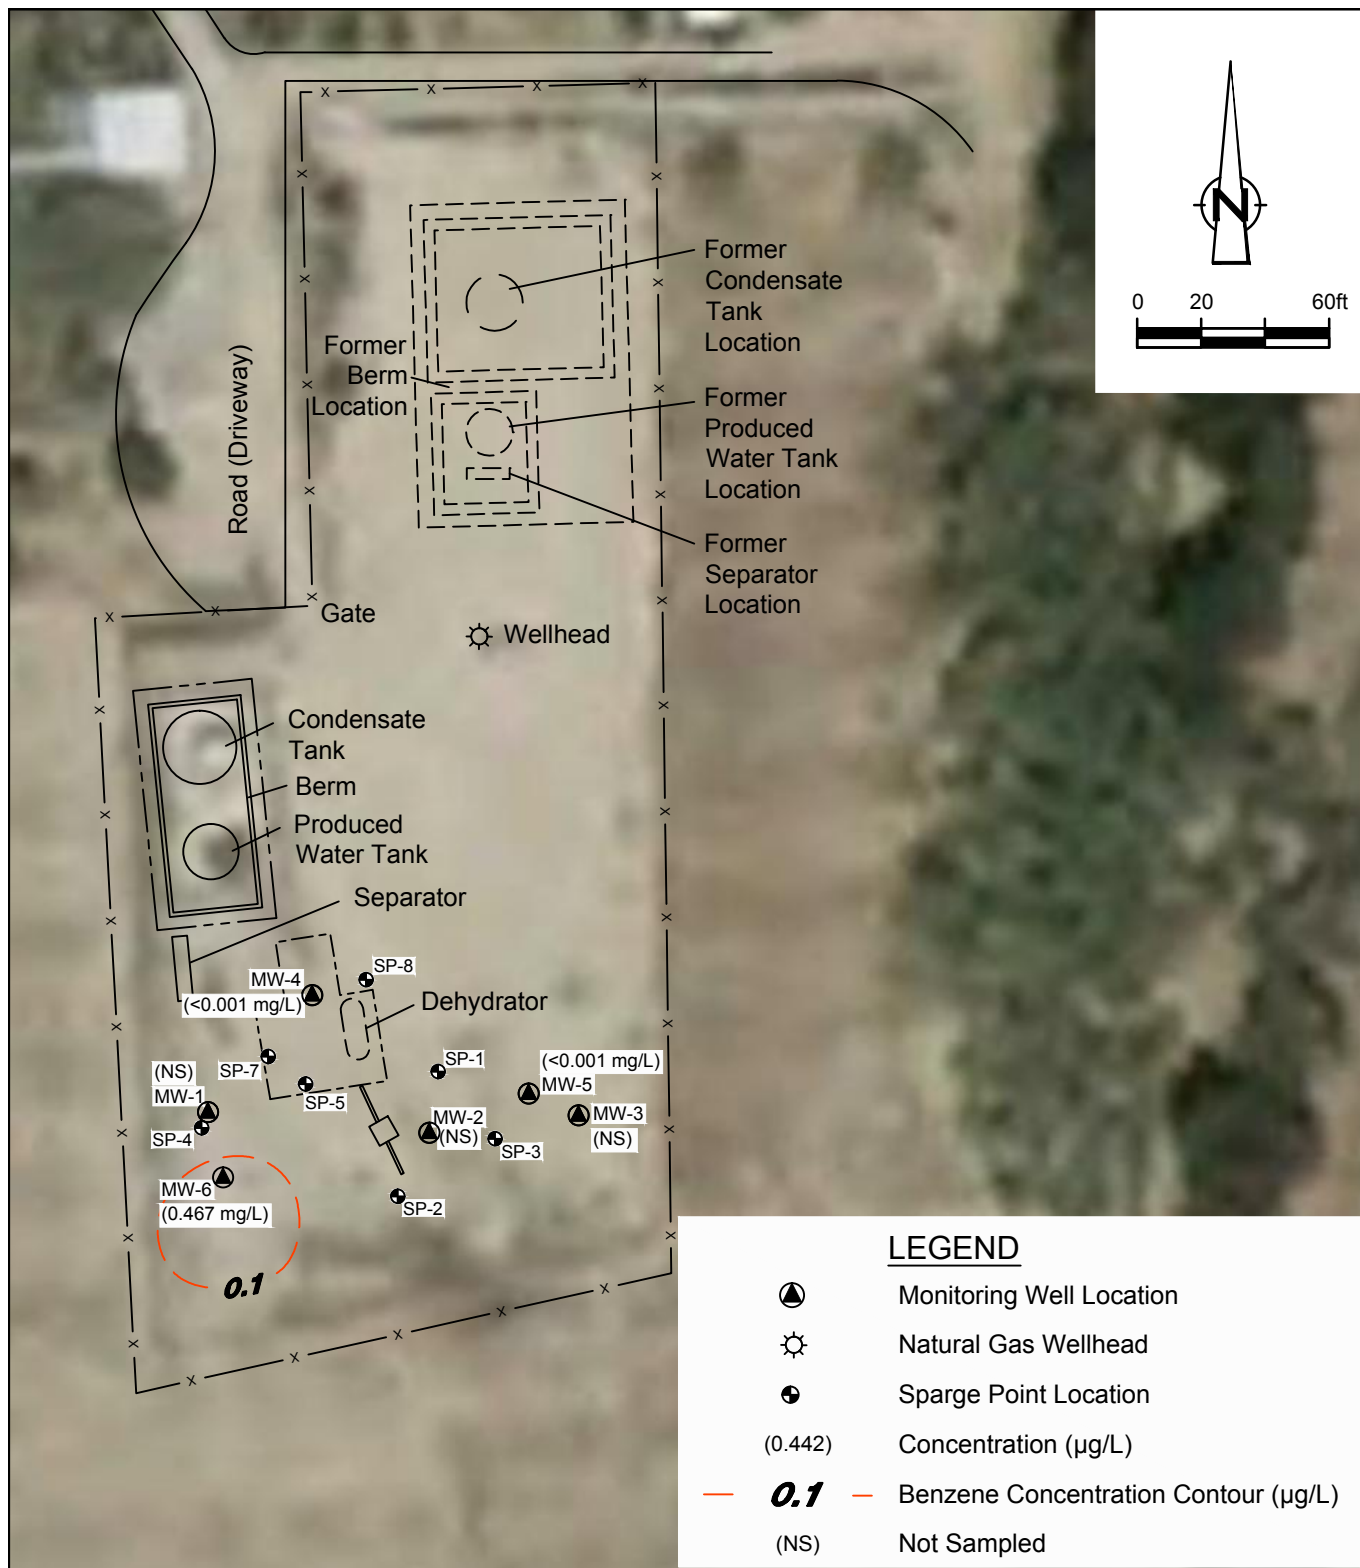 N
0 20 60ft
Former
Condensate
Tank
Location
Former
Berm
Location
Former
Produced
Water Tank
Location
Road (Driveway)
Former
Separator
Location
Gate
Wellhead
Condensate
Tank
Berm
Produced
Water Tank
Separator
SP-8
MW-4
(<0.001 mg/L)
Dehydrator
SP-7
SP-5
SP-1
(<0.001 mg/L)
MW-5
(NS)
MW-1
SP-4
MW-2
(NS)
SP-3
MW-3
(NS)
MW-6
(0.467 mg/L)
SP-2
0.1
LEGEND
Monitoring Well Location
Natural Gas Wellhead
Sparge Point Location
(0.442) Concentration (µg/L)
0.1 Benzene Concentration Contour (µg/L)
(NS) Not Sampled